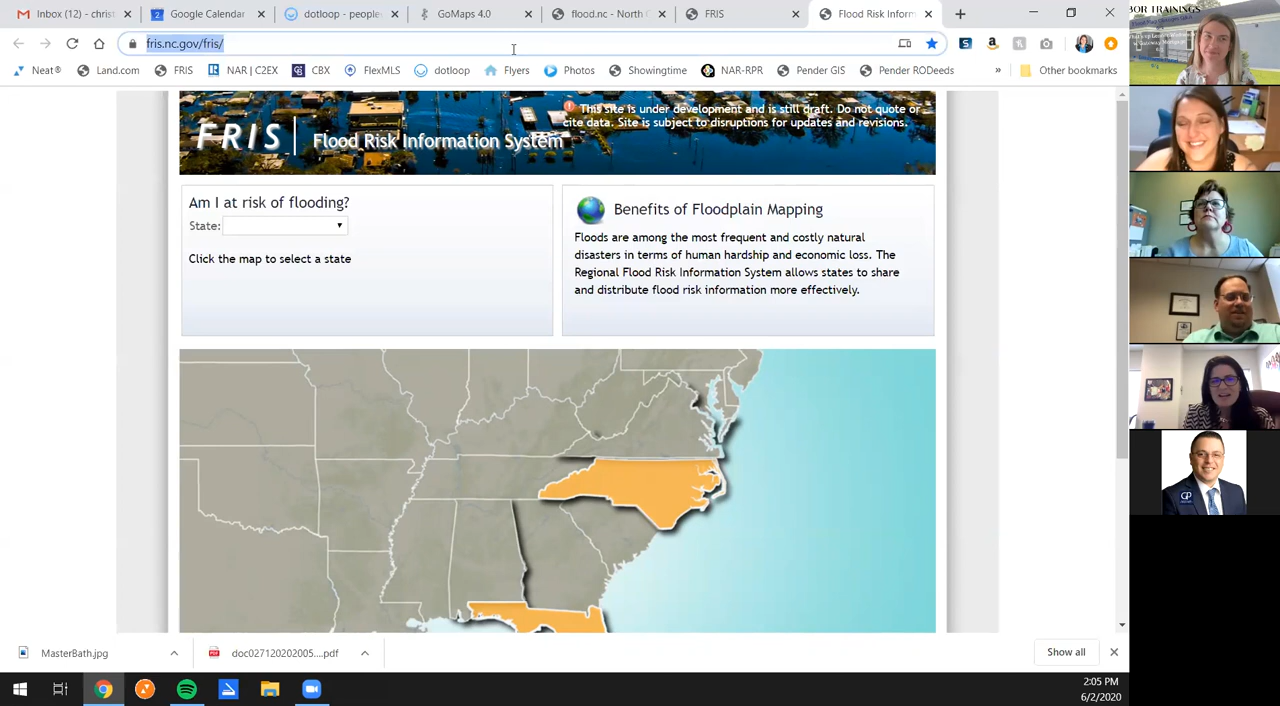 Inbox (12) - christ
Google Calendar
dotloop - people
GoMaps 4.0
flood.nc - North
FRIS
Flood Risk Inform
fris.nc.gov/fris/
Neat®
Land.com
FRIS
NAR | C2EX
CBX
FlexMLS
dotloop
Flyers
Photos
Showingtime
NAR-RPR
Pender GIS
Pender RODeeds
»
Other bookmarks
FRIS
Flood Risk Information System
This site is under development and is still draft. Do not quote or
cite data. Site is subject to disruptions for updates and revisions.
Am I at risk of flooding?
State:
Click the map to select a state
Benefits of Floodplain Mapping
Floods are among the most frequent and costly natural
disasters in terms of human hardship and economic loss. The
Regional Flood Risk Information System allows states to share
and distribute flood risk information more effectively.
MasterBath.jpg
doc027120202005....pdf
Show all
2:05 PM
6/2/2020
BOR TRAININGS
GP